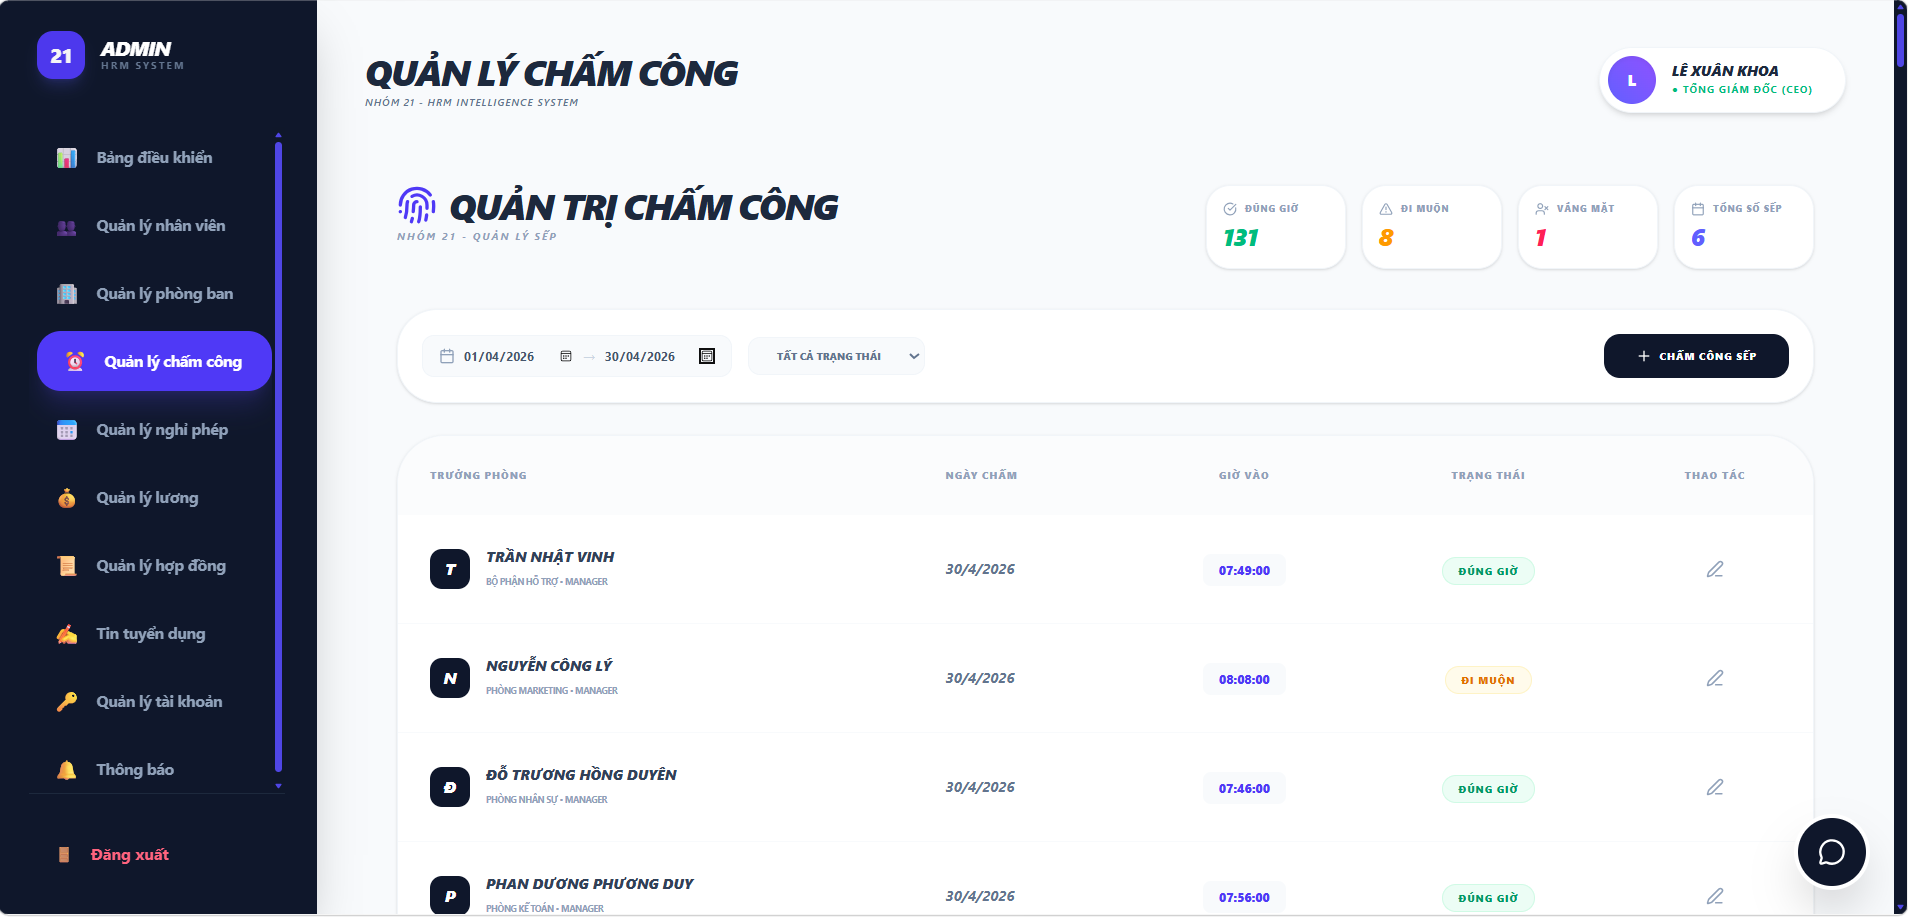 21
ADMIN
HRM SYSTEM
Bảng điều khiển
Quản lý nhân viên
Quản lý phòng ban
Quản lý chấm công
Quản lý nghỉ phép
Quản lý lương
Quản lý hợp đồng
Tin tuyển dụng
Quản lý tài khoản
Thông báo
Đăng xuất
QUẢN LÝ CHẤM CÔNG
NHÓM 21 - HRM INTELLIGENCE SYSTEM
L
LÊ XUÂN KHOA
• TỔNG GIÁM ĐỐC (CEO)
QUẢN TRỊ CHẤM CÔNG
NHÓM 21 - QUẢN LÝ SẾP
ĐÚNG GIỜ
131
ĐI MUỘN
8
VẮNG MẶT
1
TỔNG SỐ SẾP
6
01/04/2026 → 30/04/2026
TẤT CẢ TRẠNG THÁI
+ CHẤM CÔNG SẾP
TRƯỞNG PHÒNG NGÀY CHẤM GIỜ VÀO TRẠNG THÁI THAO TÁC
T
TRẦN NHẬT VINH
BỘ PHẬN HỖ TRỢ • MANAGER
30/4/2026 07:49:00 ĐÚNG GIỜ
N
NGUYỄN CÔNG LÝ
PHÒNG MARKETING • MANAGER
30/4/2026 08:08:00 ĐI MUỘN
Đ
ĐỖ TRƯƠNG HỒNG DUYÊN
PHÒNG NHÂN SỰ • MANAGER
30/4/2026 07:46:00 ĐÚNG GIỜ
P
PHAN DƯƠNG PHƯƠNG DUY
PHÒNG KẾ TOÁN • MANAGER
30/4/2026 07:56:00 ĐÚNG GIỜ